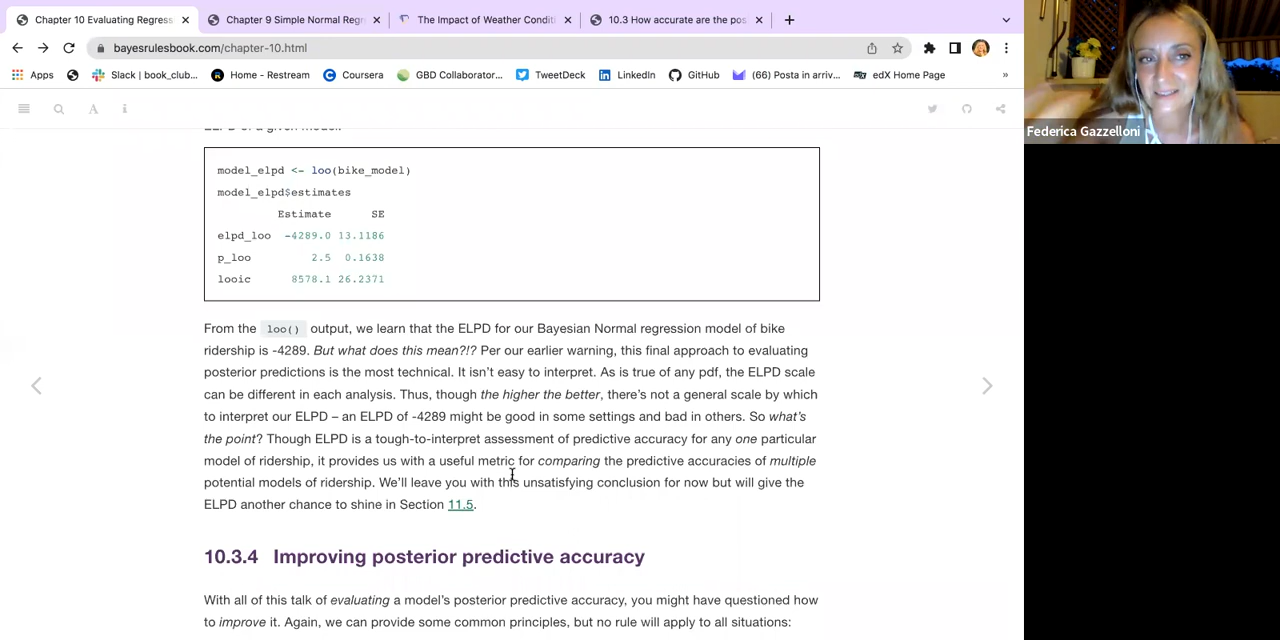 Chapter 10 Evaluating Regress
Chapter 9 Simple Normal Regr
The Impact of Weather Conditi
10.3 How accurate are the pos
bayesrulesbook.com/chapter-10.html
Apps
Slack | book_club...
Home - Restream
Coursera
GBD Collaborator...
TweetDeck
LinkedIn
GitHub
(66) Posta in arriv...
edX Home Page
»
Federica Gazzelloni
ELPD of a given model.
model_elpd <- loo(bike_model)
model_elpd$estimates
Estimate SE
elpd_loo -4289.0 13.1186
p_loo 2.5 0.1638
looic 8578.1 26.2371
From the loo() output, we learn that the ELPD for our Bayesian Normal regression model of bike
ridership is -4289. But what does this mean?!? Per our earlier warning, this final approach to evaluating
posterior predictions is the most technical. It isn't easy to interpret. As is true of any pdf, the ELPD scale
can be different in each analysis. Thus, though the higher the better, there's not a general scale by which
to interpret our ELPD – an ELPD of -4289 might be good in some settings and bad in others. So what's
the point? Though ELPD is a tough-to-interpret assessment of predictive accuracy for any one particular
model of ridership, it provides us with a useful metric for comparing the predictive accuracies of multiple
potential models of ridership. We'll leave you with this unsatisfying conclusion for now but will give the
ELPD another chance to shine in Section 11.5.
10.3.4 Improving posterior predictive accuracy
With all of this talk of evaluating a model's posterior predictive accuracy, you might have questioned how
to improve it. Again, we can provide some common principles, but no rule will apply to all situations: